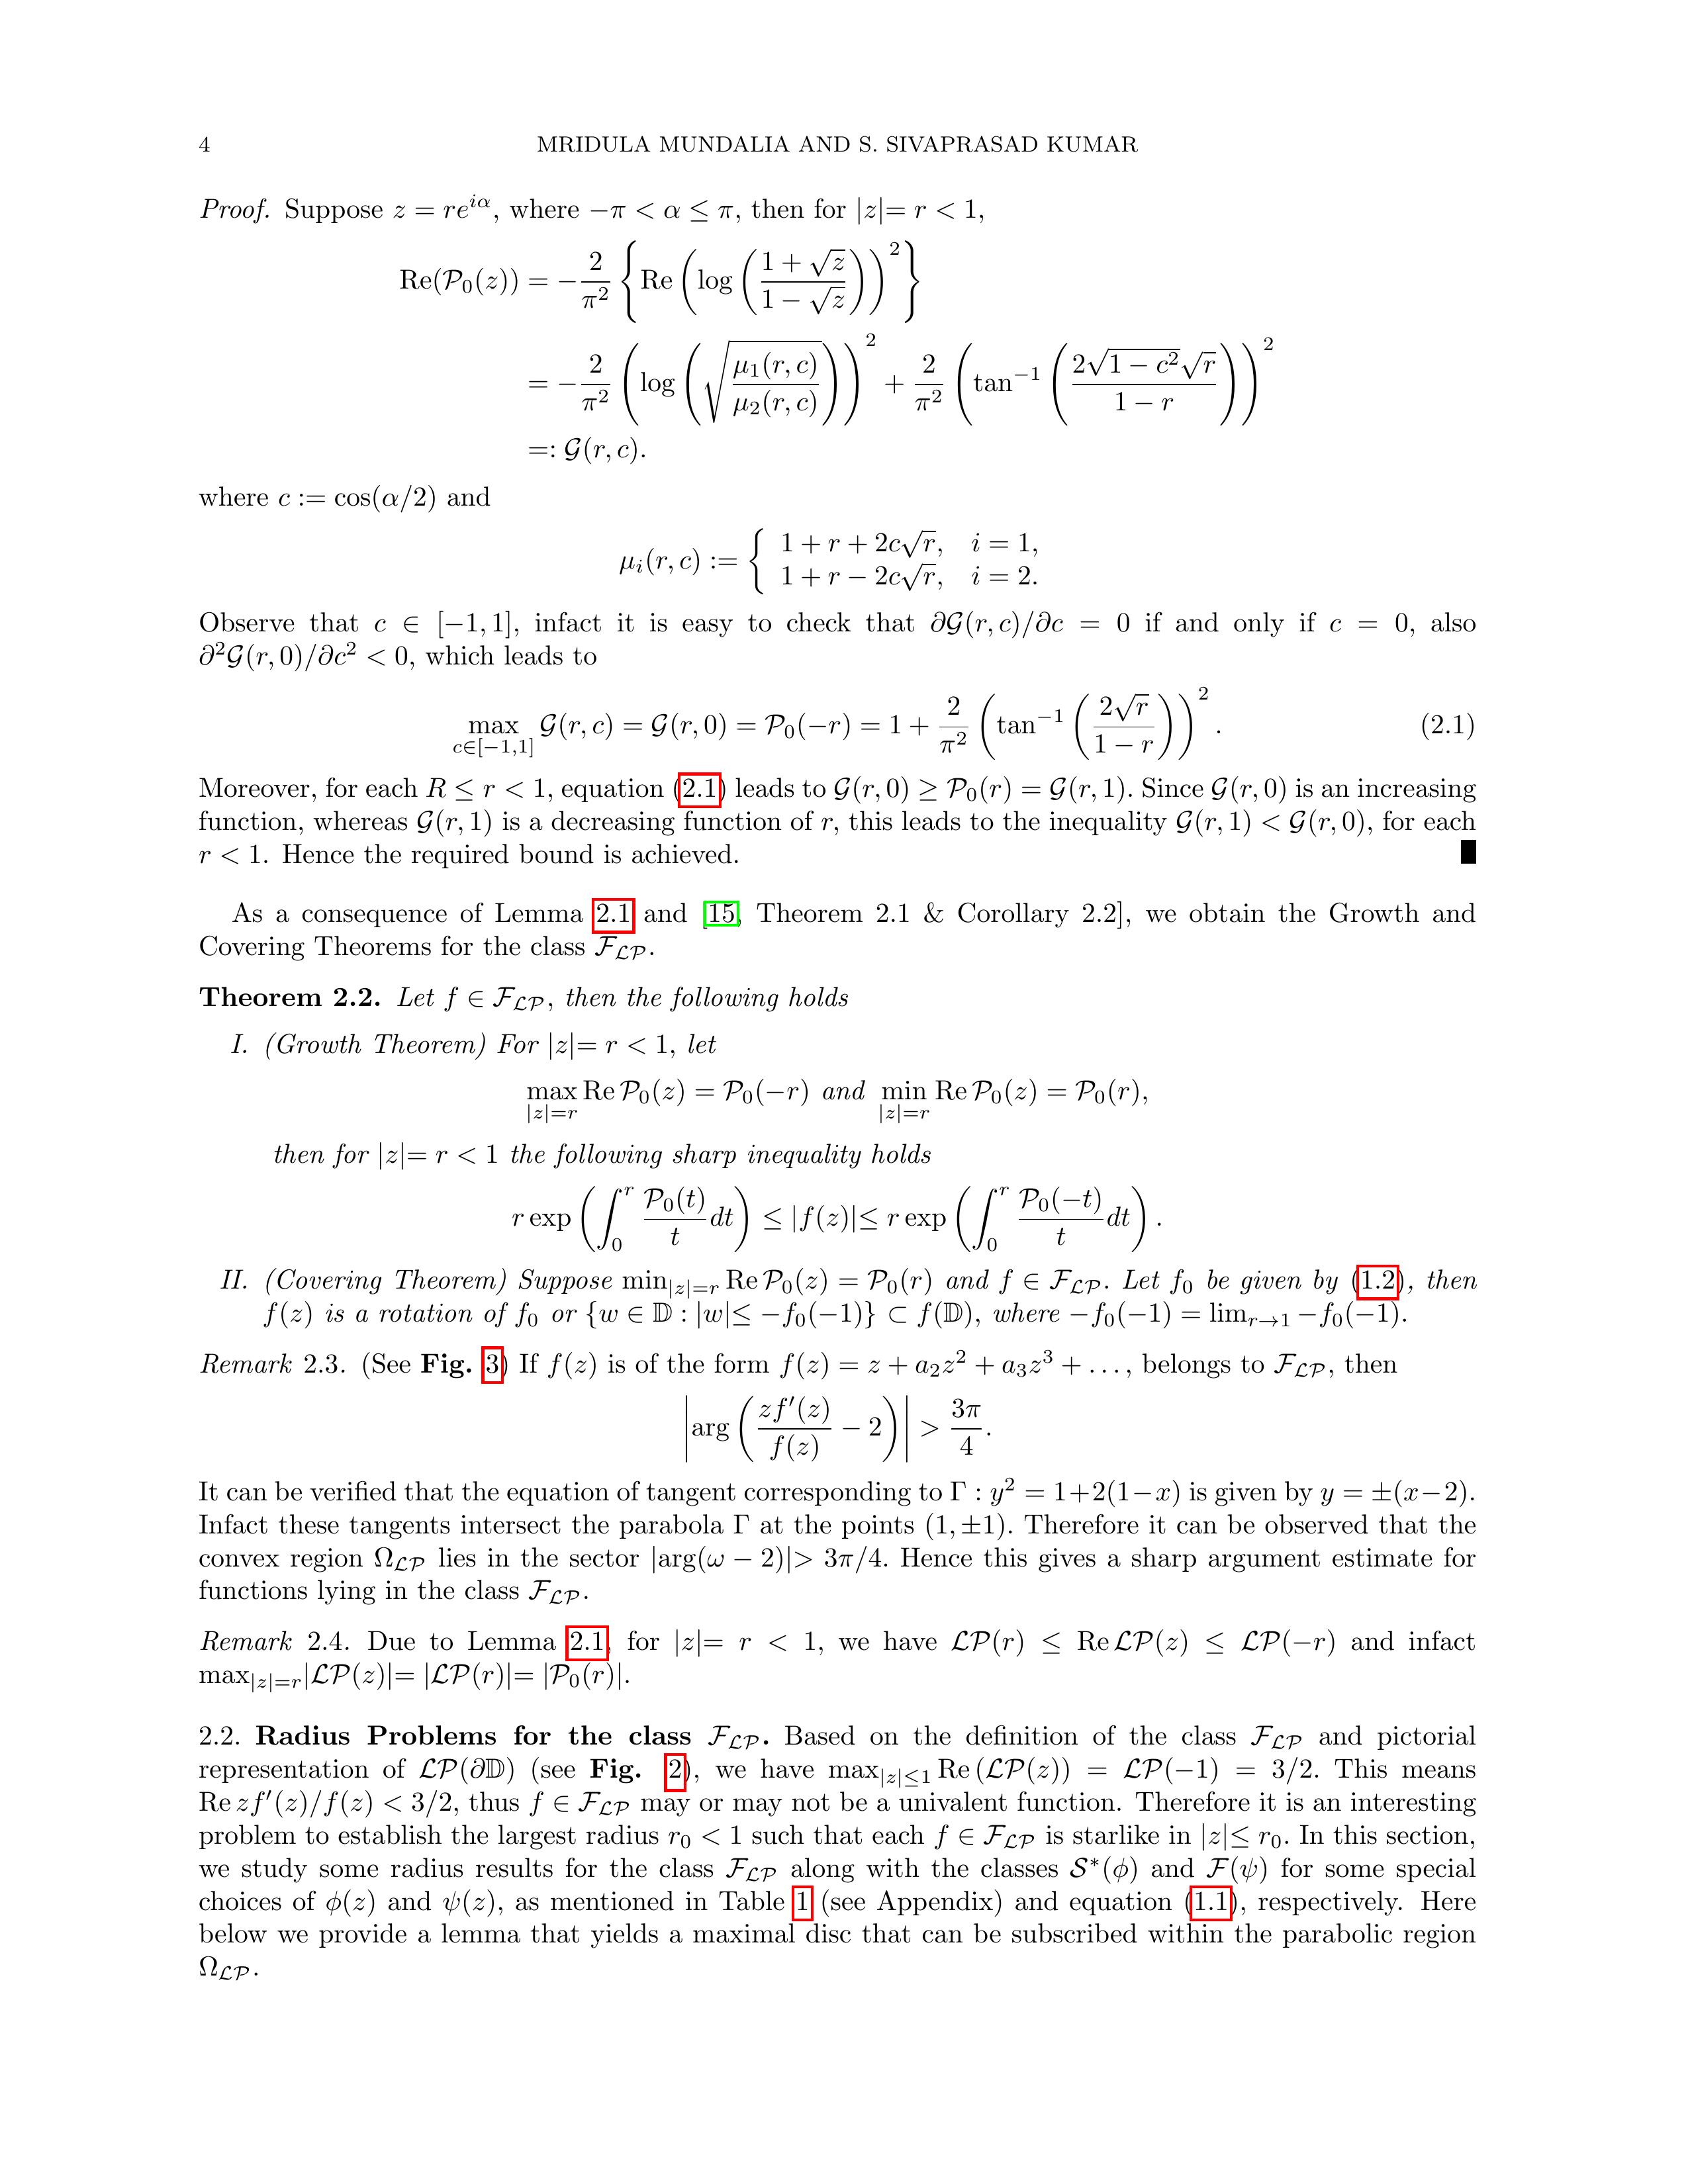 4 MRIDULA MUNDALIA AND S. SIVAPRASAD KUMAR
Proof. Suppose $z = re^{i\alpha}$, where $-\pi < \alpha \leq \pi$, then for $|z|= r < 1$,
$$\operatorname{Re}(\mathcal{P}_0(z)) = -\frac{2}{\pi^2} \left\{ \operatorname{Re} \left( \log \left( \frac{1+\sqrt{z}}{1-\sqrt{z}} \right) \right)^2 \right\}$$
$$= -\frac{2}{\pi^2} \left( \log \left( \sqrt{\frac{\mu_1(r,c)}{\mu_2(r,c)}} \right) \right)^2 + \frac{2}{\pi^2} \left( \tan^{-1} \left( \frac{2\sqrt{1-c^2}\sqrt{r}}{1-r} \right) \right)^2$$
$$=: \mathcal{G}(r,c).$$
where $c := \cos(\alpha/2)$ and
$$\mu_i(r,c) := \begin{cases} 1+r+2c\sqrt{r}, & i=1, \\ 1+r-2c\sqrt{r}, & i=2. \end{cases}$$
Observe that $c \in [-1,1]$, infact it is easy to check that $\partial\mathcal{G}(r,c)/\partial c = 0$ if and only if $c = 0$, also
$\partial^2\mathcal{G}(r,0)/\partial c^2 < 0$, which leads to
$$\max_{c\in[-1,1]} \mathcal{G}(r,c) = \mathcal{G}(r,0) = \mathcal{P}_0(-r) = 1 + \frac{2}{\pi^2} \left( \tan^{-1} \left( \frac{2\sqrt{r}}{1-r} \right) \right)^2. \quad (2.1)$$
Moreover, for each $R \leq r < 1$, equation (2.1) leads to $\mathcal{G}(r,0) \geq \mathcal{P}_0(r) = \mathcal{G}(r,1)$. Since $\mathcal{G}(r,0)$ is an increasing
function, whereas $\mathcal{G}(r,1)$ is a decreasing function of $r$, this leads to the inequality $\mathcal{G}(r,1) < \mathcal{G}(r,0)$, for each
$r < 1$. Hence the required bound is achieved. ■
As a consequence of Lemma 2.1 and [15, Theorem 2.1 & Corollary 2.2], we obtain the Growth and
Covering Theorems for the class $\mathcal{F}_{\mathcal{LP}}$.
Theorem 2.2. Let $f \in \mathcal{F}_{\mathcal{LP}}$, then the following holds
I. (Growth Theorem) For $|z|= r < 1$, let
$$\max_{|z|=r} \operatorname{Re} \mathcal{P}_0(z) = \mathcal{P}_0(-r) \text{ and } \min_{|z|=r} \operatorname{Re} \mathcal{P}_0(z) = \mathcal{P}_0(r),$$
then for $|z|= r < 1$ the following sharp inequality holds
$$r \exp \left( \int_0^r \frac{\mathcal{P}_0(t)}{t} dt \right) \leq |f(z)|\leq r \exp \left( \int_0^r \frac{\mathcal{P}_0(-t)}{t} dt \right).$$
II. (Covering Theorem) Suppose $\min_{|z|=r} \operatorname{Re} \mathcal{P}_0(z) = \mathcal{P}_0(r)$ and $f \in \mathcal{F}_{\mathcal{LP}}$. Let $f_0$ be given by (1.2), then
$f(z)$ is a rotation of $f_0$ or $\{w \in \mathbb{D} : |w|\leq -f_0(-1)\} \subset f(\mathbb{D})$, where $-f_0(-1) = \lim_{r\to 1} -f_0(-1)$.
Remark 2.3. (See Fig. 3) If $f(z)$ is of the form $f(z) = z + a_2z^2 + a_3z^3 + \ldots$, belongs to $\mathcal{F}_{\mathcal{LP}}$, then
$$\left| \arg \left( \frac{zf'(z)}{f(z)} - 2 \right) \right| > \frac{3\pi}{4}.$$
It can be verified that the equation of tangent corresponding to $\Gamma : y^2 = 1+2(1-x)$ is given by $y = \pm(x-2)$.
Infact these tangents intersect the parabola $\Gamma$ at the points $(1, \pm 1)$. Therefore it can be observed that the
convex region $\Omega_{\mathcal{LP}}$ lies in the sector $|\arg(\omega - 2)|> 3\pi/4$. Hence this gives a sharp argument estimate for
functions lying in the class $\mathcal{F}_{\mathcal{LP}}$.
Remark 2.4. Due to Lemma 2.1, for $|z|= r < 1$, we have $\mathcal{LP}(r) \leq \operatorname{Re} \mathcal{LP}(z) \leq \mathcal{LP}(-r)$ and infact
$\max_{|z|=r}|\mathcal{LP}(z)|= |\mathcal{LP}(r)|= |\mathcal{P}_0(r)|$.
2.2. Radius Problems for the class $\mathcal{F}_{\mathcal{LP}}$. Based on the definition of the class $\mathcal{F}_{\mathcal{LP}}$ and pictorial
representation of $\mathcal{LP}(\partial\mathbb{D})$ (see Fig. 2), we have $\max_{|z|\leq 1} \operatorname{Re}(\mathcal{LP}(z)) = \mathcal{LP}(-1) = 3/2$. This means
$\operatorname{Re} zf'(z)/f(z) < 3/2$, thus $f \in \mathcal{F}_{\mathcal{LP}}$ may or may not be a univalent function. Therefore it is an interesting
problem to establish the largest radius $r_0 < 1$ such that each $f \in \mathcal{F}_{\mathcal{LP}}$ is starlike in $|z|\leq r_0$. In this section,
we study some radius results for the class $\mathcal{F}_{\mathcal{LP}}$ along with the classes $\mathcal{S}^*(\phi)$ and $\mathcal{F}(\psi)$ for some special
choices of $\phi(z)$ and $\psi(z)$, as mentioned in Table 1 (see Appendix) and equation (1.1), respectively. Here
below we provide a lemma that yields a maximal disc that can be subscribed within the parabolic region
$\Omega_{\mathcal{LP}}$.